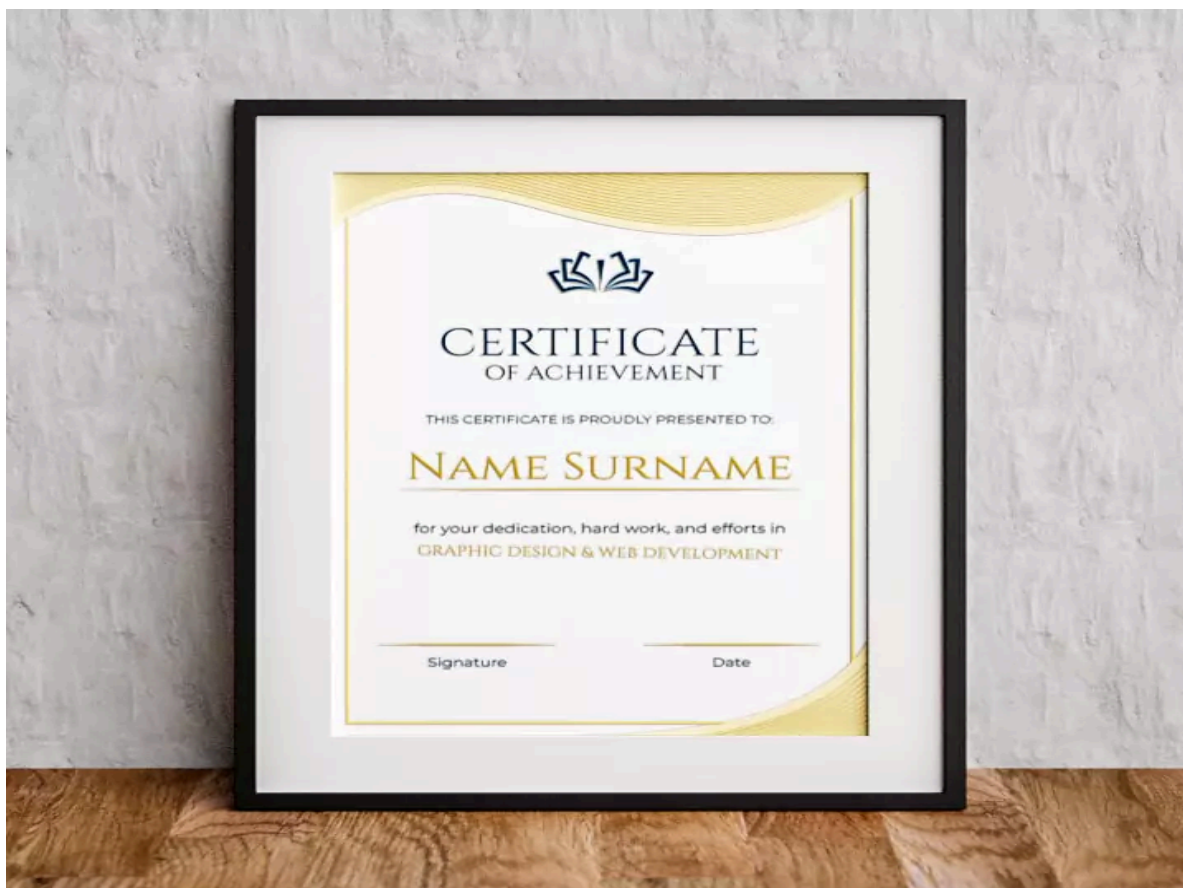 CERTIFICATE
OF ACHIEVEMENT
THIS CERTIFICATE IS PROUDLY PRESENTED TO:
NAME SURNAME
for your dedication, hard work, and efforts in
GRAPHIC DESIGN & WEB DEVELOPMENT
Signature Date